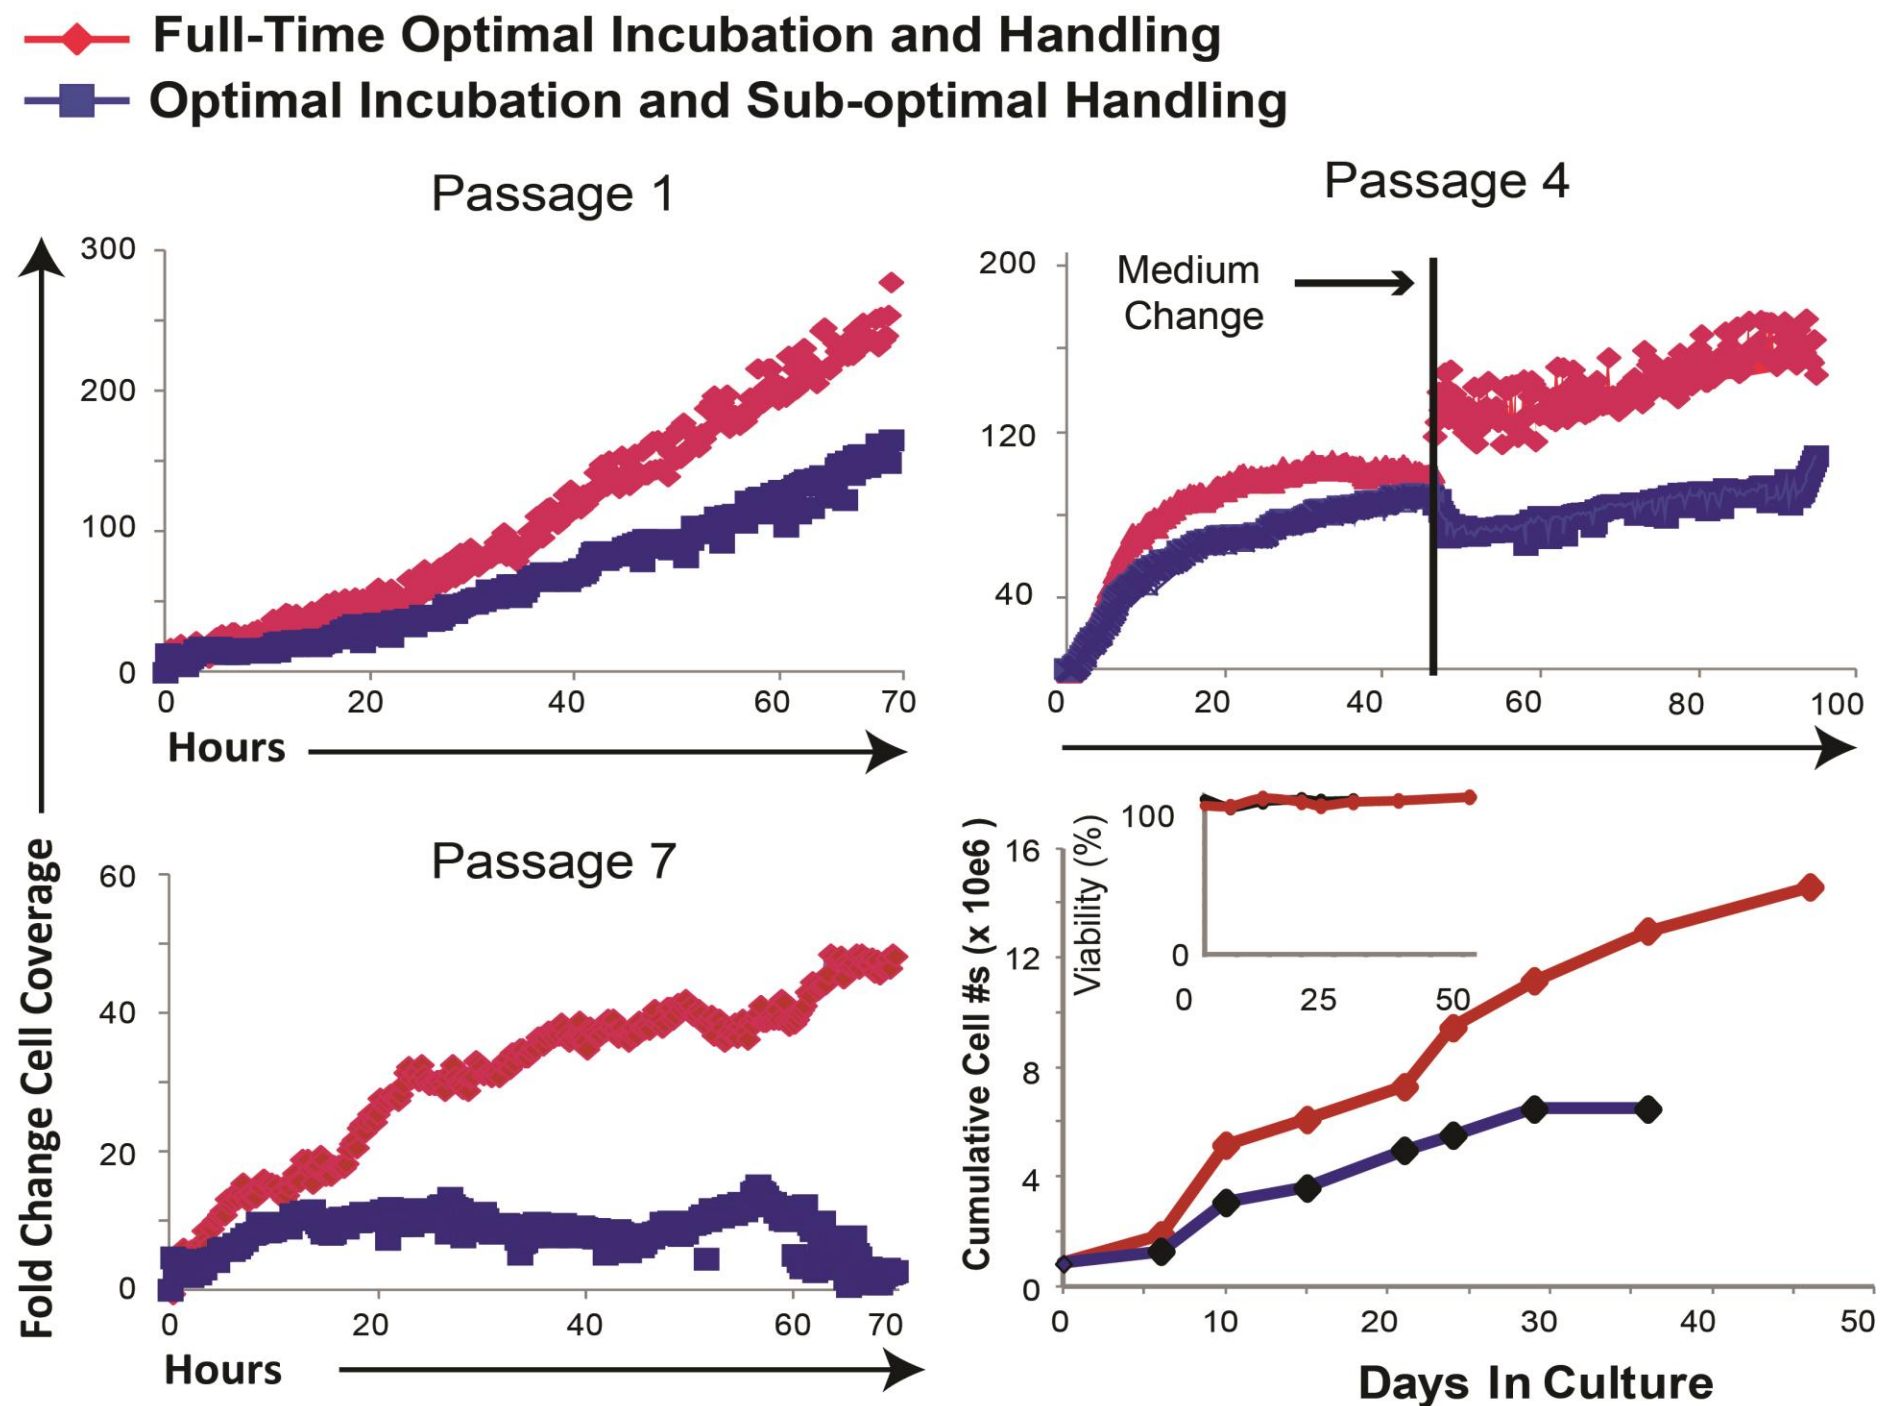 Full-Time Optimal Incubation and Handling
Optimal Incubation and Sub-optimal Handling
Passage 1
300
200
100
0
0 20 40 60 70
Hours
Passage 4
Medium
Change
200
120
40
0 20 40 60 80 100
Fold Change Cell Coverage
Passage 7
60
40
20
0
0 20 40 60 70
Hours
Cumulative Cell #s (x 10e6 )
16
12
8
4
0
Viability (%)
100
0
0 25 50
0 10 20 30 40 50
Days In Culture